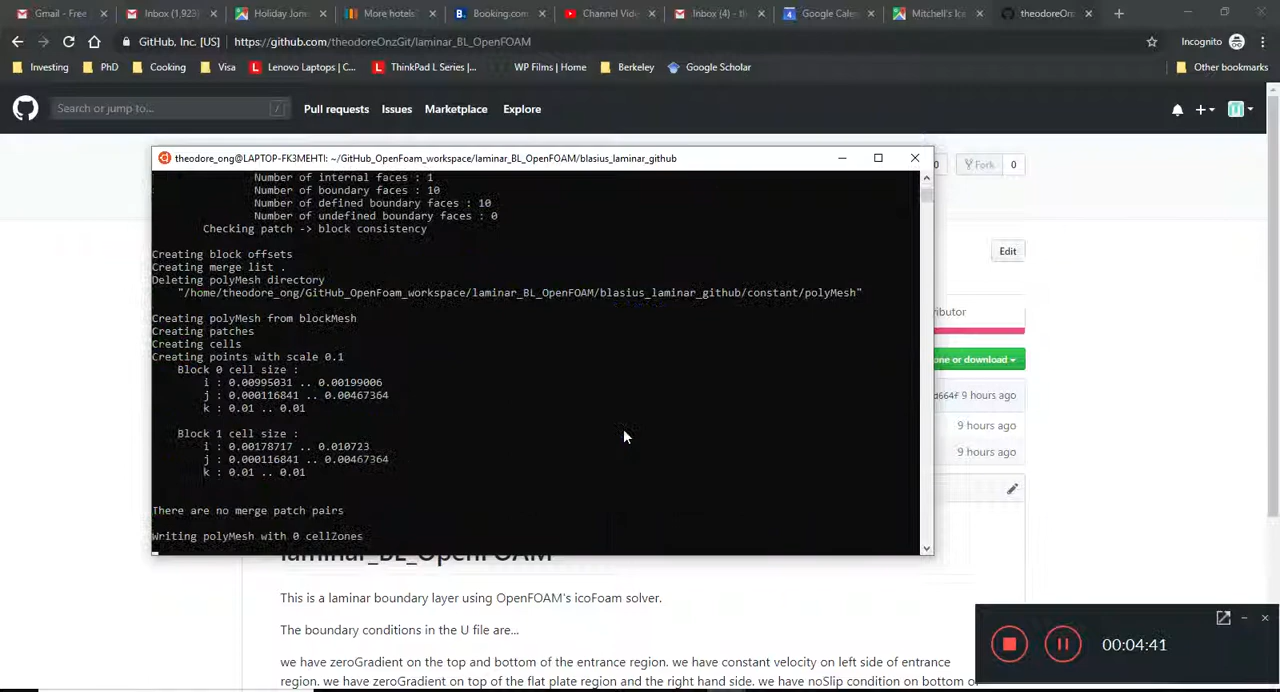 Gmail - Free
Inbox (1,923)
Holiday Jone
More hotels
Booking.com
Channel Vide
Inbox (4) - th
Google Calen
Mitchell's Ice
theodoreOnz
GitHub, Inc. [US]
https://github.com/theodoreOnzGit/laminar_BL_OpenFOAM
Incognito
Investing
PhD
Cooking
Visa
Lenovo Laptops | C...
ThinkPad L Series |...
WP Films | Home
Berkeley
Google Scholar
Other bookmarks
Search or jump to...
/
Pull requests
Issues
Marketplace
Explore
theodore_ong@LAPTOP-FK3MEHTI: ~/GitHub_OpenFoam_workspace/laminar_BL_OpenFOAM/blasius_laminar_github
0
Fork
0
Number of internal faces : 1
Number of boundary faces : 10
Number of defined boundary faces : 10
Number of undefined boundary faces : 0
Checking patch -> block consistency
Edit
Creating block offsets
Creating merge list .
Deleting polyMesh directory
"/home/theodore_ong/GitHub_OpenFoam_workspace/laminar_BL_OpenFOAM/blasius_laminar_github/constant/polyMesh"
ributor
Creating polyMesh from blockMesh
Creating patches
Creating cells
Creating points with scale 0.1
one or download
Block 0 cell size :
i : 0.00995031 .. 0.00199006
j : 0.000116841 .. 0.00467364
k : 0.01 .. 0.01
d664f 9 hours ago
9 hours ago
9 hours ago
Block 1 cell size :
i : 0.00178717 .. 0.010723
j : 0.000116841 .. 0.00467364
k : 0.01 .. 0.01
There are no merge patch pairs
Writing polyMesh with 0 cellZones
laminar_BL_OpenFOAM
This is a laminar boundary layer using OpenFOAM's icoFoam solver.
The boundary conditions in the U file are...
we have zeroGradient on the top and bottom of the entrance region. we have constant velocity on left side of entrance
region. we have zeroGradient on top of the flat plate region and the right hand side. we have noSlip condition on bottom of
00:04:41